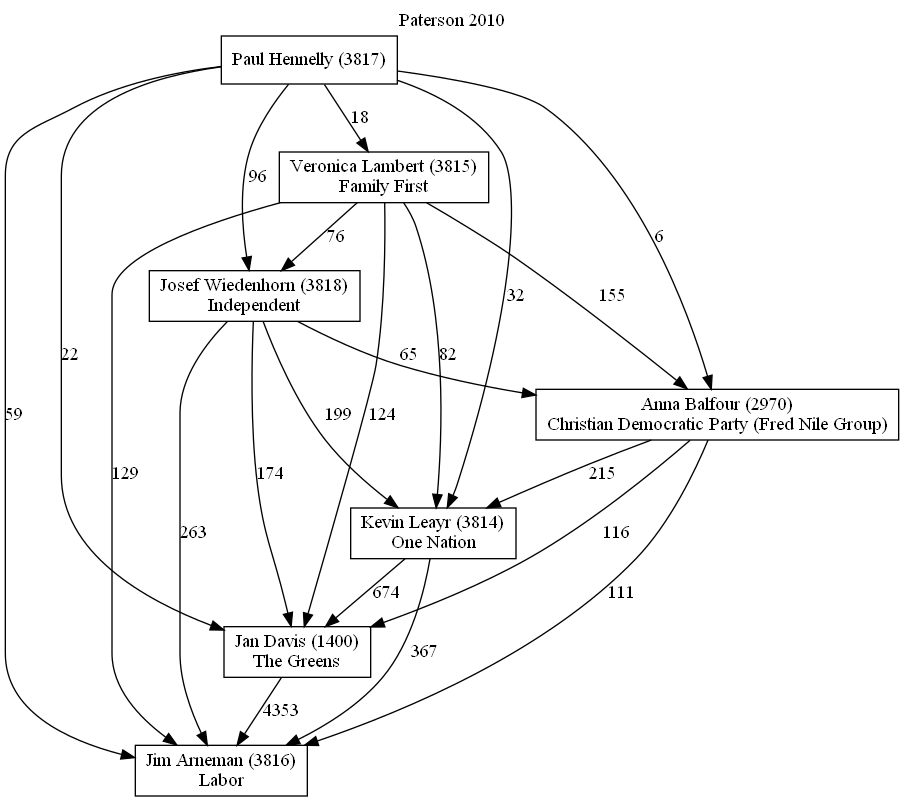 Paterson 2010
Paul Hennelly (3817)
18
Veronica Lambert (3815)
Family First
96
76
6
Josef Wiedenhorn (3818)
Independent
32
155
22
65
82
59
199
124
Anna Balfour (2970)
Christian Democratic Party (Fred Nile Group)
129
174
215
263
Kevin Leayr (3814)
One Nation
116
674
111
Jan Davis (1400)
The Greens
367
4353
Jim Arneman (3816)
Labor